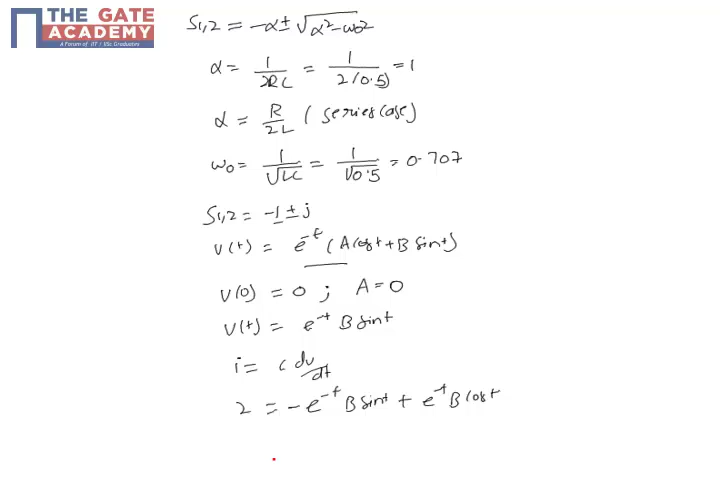 THE GATE
ACADEMY
A Forum of IIT / IISc Graduates
S1,2 = -α ± √α² - ω0²
α = 1/2RC = 1/2(0.5) = 1
α = R/2L (series case)
ω0 = 1/√LC = 1/√0.5 = 0.707
S1,2 = -1 ± j
v(t) = e^-t (A cost + B sint)
v(0) = 0 ; A = 0
v(t) = e^-t B sint
i = c dv/dt
2 = -e^-t B sint + e^-t B cost